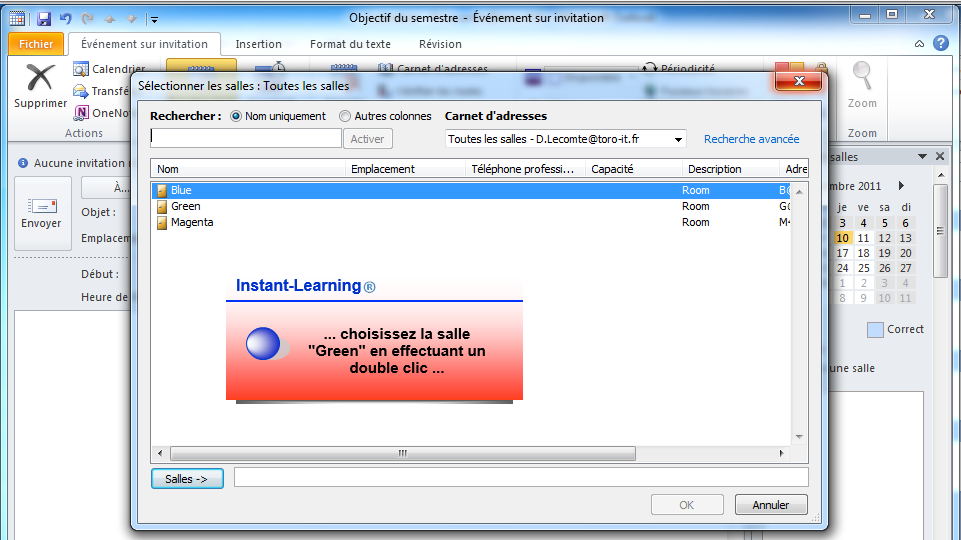 Objectif du semestre - Événement sur invitation
Fichier
Événement sur invitation
Insertion
Format du texte
Révision
Supprimer
Calendrier
Transfé
OneNo
Actions
Carnet d'adresses
Périodicité
Zoom
Zoom
Sélectionner les salles : Toutes les salles
Rechercher :
Nom uniquement
Autres colonnes
Carnet d'adresses
Activer
Toutes les salles - D.Lecomte@toro-it.fr
Recherche avancée
Nom Emplacement Téléphone professi... Capacité Description Adre
Blue Room B@
Green Room G@
Magenta Room M
Instant-Learning®
... choisissez la salle
"Green" en effectuant un
double clic ...
Salles ->
OK
Annuler
Aucune invitation
Envoyer
À...
Objet :
Emplacem
Début :
Heure de
salles
mbre 2011
je ve sa di
3 4 5 6
10 11 12 13
17 18 19 20
24 25 26 27
1 2 3 4
8 9 10 11
Correct
une salle